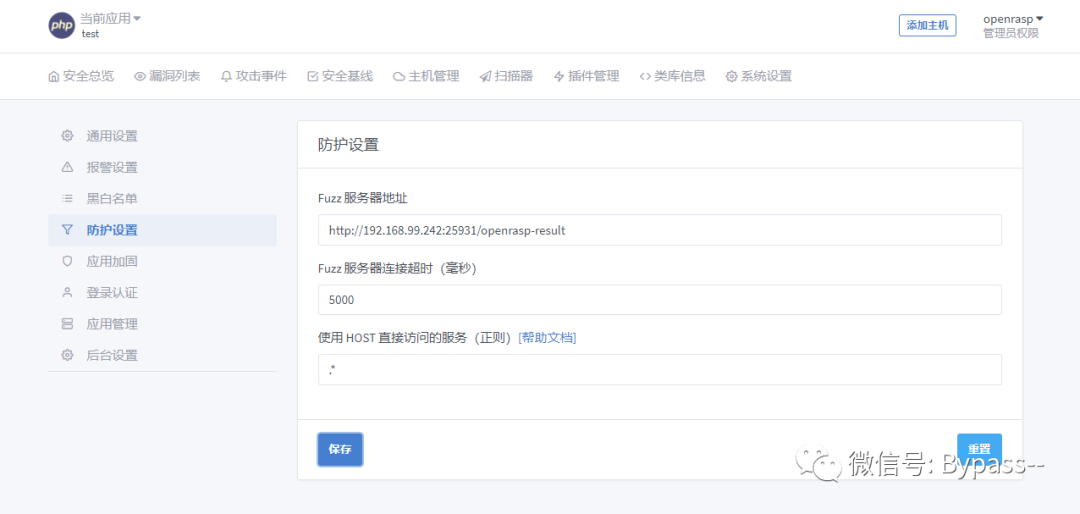 php 当前应用
test
添加主机
openrasp
管理员权限
安全总览 漏洞列表 攻击事件 安全基线 主机管理 扫描器 插件管理 类库信息 系统设置
通用设置
报警设置
黑白名单
防护设置
应用加固
登录认证
应用管理
后台设置
防护设置
Fuzz 服务器地址
http://192.168.99.242:25931/openrasp-result
Fuzz 服务器连接超时（毫秒）
5000
使用 HOST 直接访问的服务（正则）[帮助文档]
.*
保存
重置
微信号: Bypass--